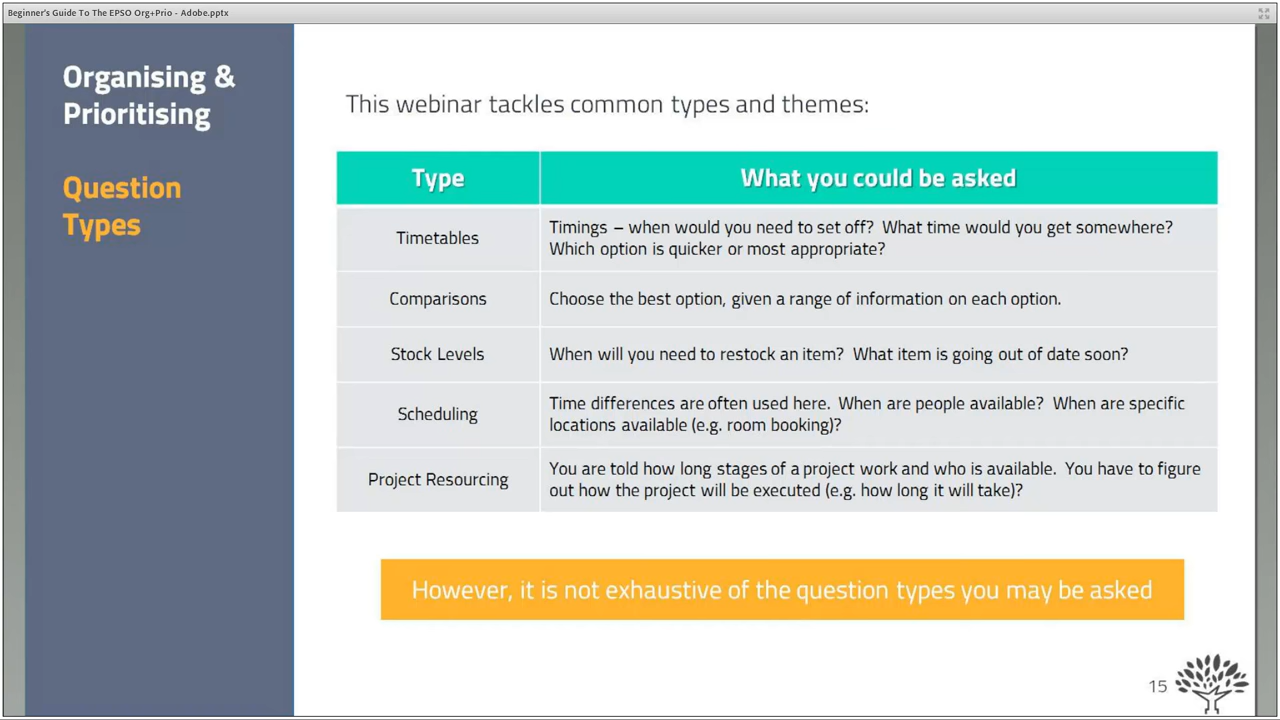 Beginner's Guide To The EPSO Org+Prio - Adobe.pptx
Organising &
Prioritising
Question
Types
This webinar tackles common types and themes:
Type
What you could be asked
Timetables
Timings – when would you need to set off? What time would you get somewhere?
Which option is quicker or most appropriate?
Comparisons
Choose the best option, given a range of information on each option.
Stock Levels
When will you need to restock an item? What item is going out of date soon?
Scheduling
Time differences are often used here. When are people available? When are specific
locations available (e.g. room booking)?
Project Resourcing
You are told how long stages of a project work and who is available. You have to figure
out how the project will be executed (e.g. how long it will take)?
However, it is not exhaustive of the question types you may be asked
15